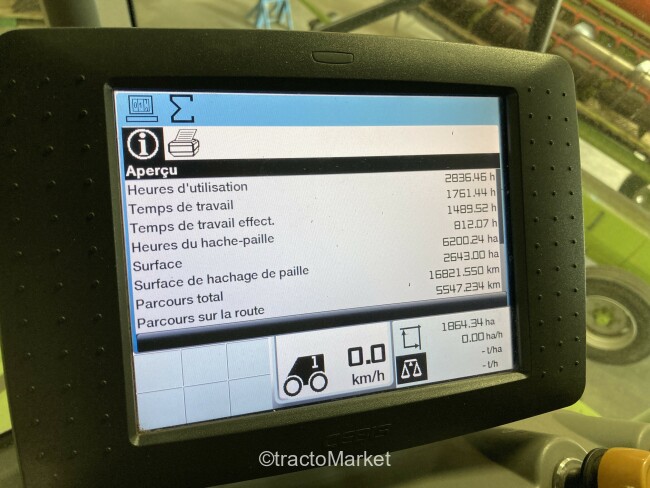 Aperçu
Heures d'utilisation 2836.46 h
Temps de travail 1761.44 h
Temps de travail effect. 1489.52 h
Heures du hache-paille 812.07 h
Surface 6200.24 ha
Surface de hachage de paille 2643.00 ha
Parcours total 16821.550 km
Parcours sur la route 5547.234 km
1 0.0 km/h
1864.34 ha
0.00 ha/h
- t/ha
- t/h
©tractoMarket